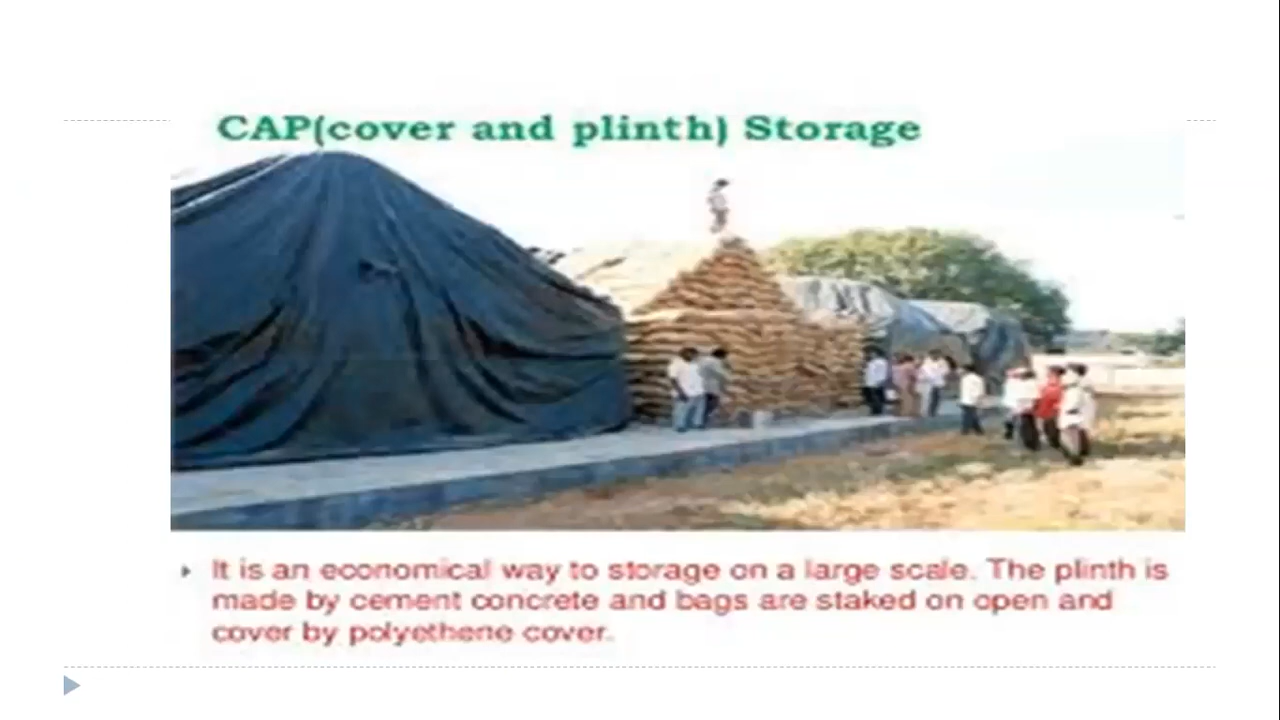 CAP(cover and plinth) Storage
It is an economical way to storage on a large scale. The plinth is
made by cement concrete and bags are staked on open and
cover by polyethene cover.